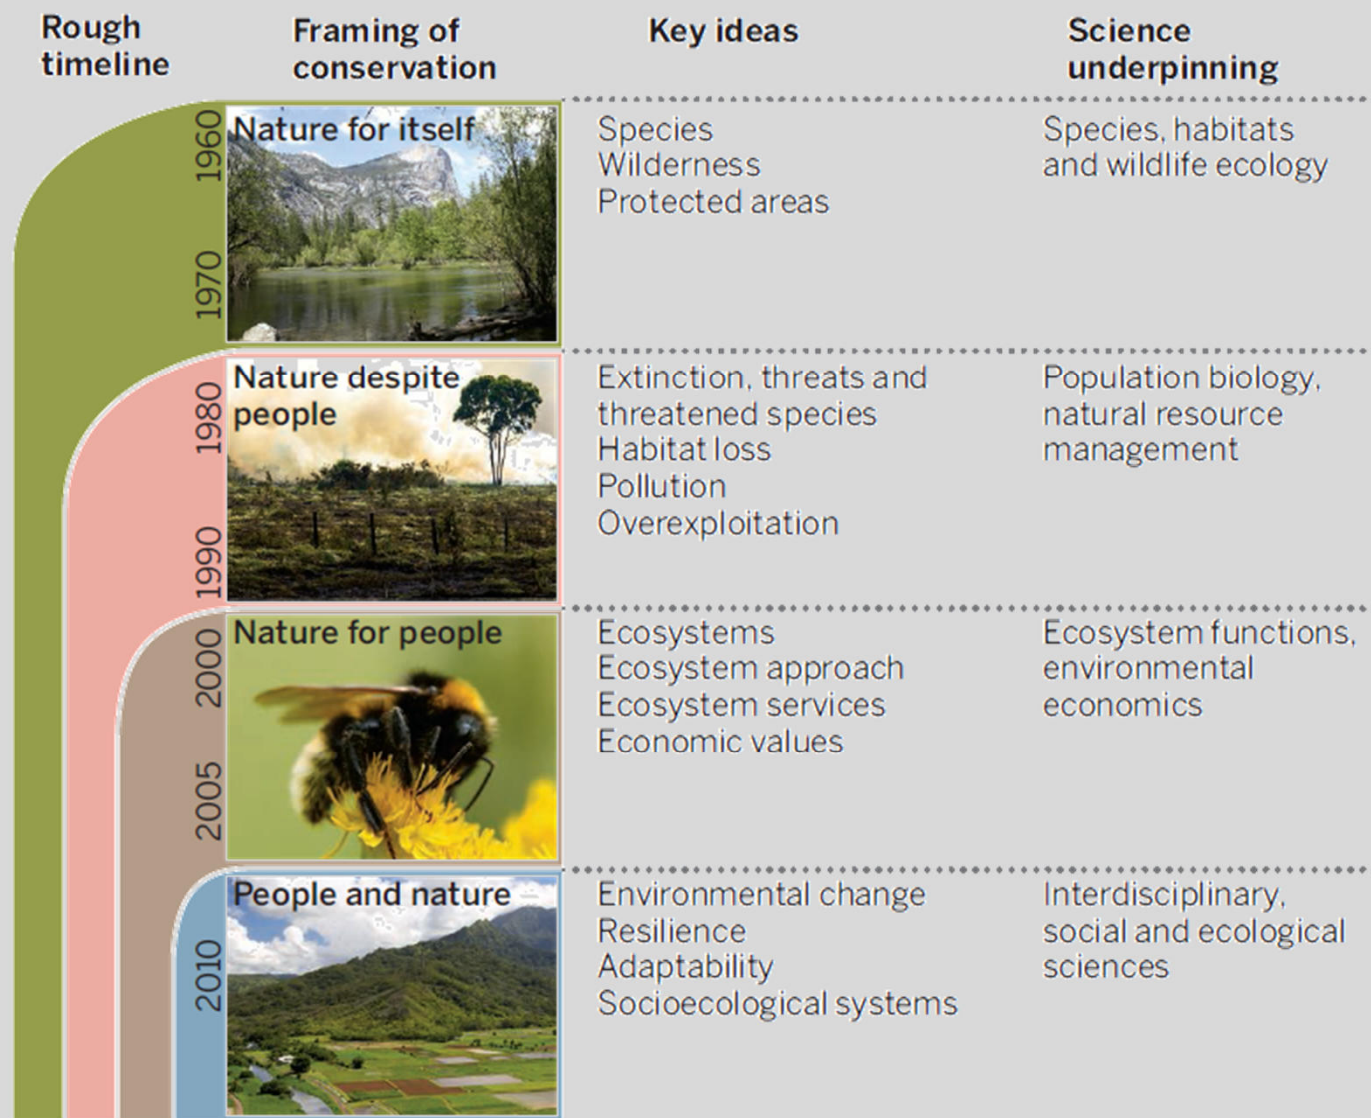 Rough
timeline
Framing of
conservation
Key ideas
Science
underpinning
1960
1970
Nature for itself
Species
Wilderness
Protected areas
Species, habitats
and wildlife ecology
1980
1990
Nature despite
people
Extinction, threats and
threatened species
Habitat loss
Pollution
Overexploitation
Population biology,
natural resource
management
2000
2005
Nature for people
Ecosystems
Ecosystem approach
Ecosystem services
Economic values
Ecosystem functions,
environmental
economics
2010
People and nature
Environmental change
Resilience
Adaptability
Socioecological systems
Interdisciplinary,
social and ecological
sciences